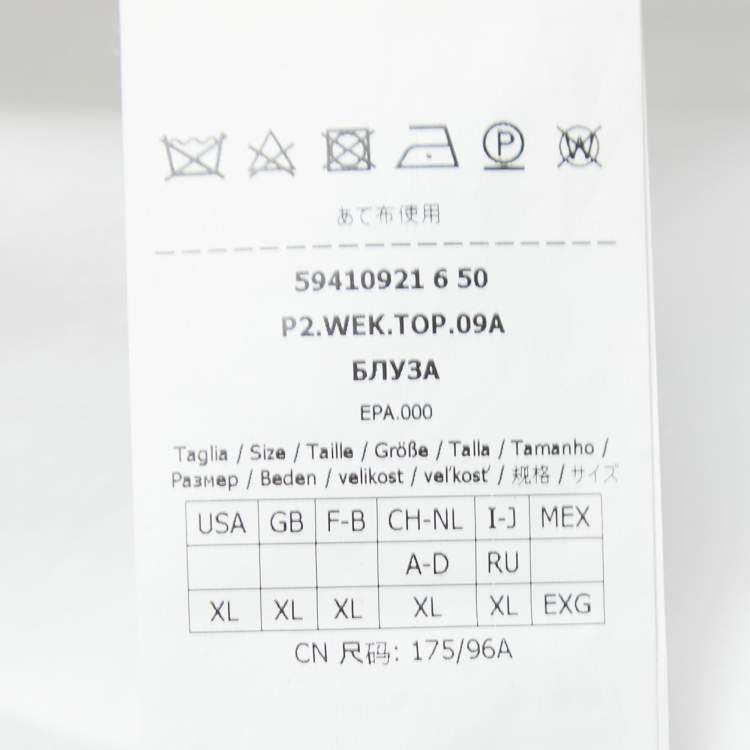 P W
あて布使用
59410921 6 50
P2.WEK.TOP.09A
БЛУЗА
EPA.000
Taglia / Size / Taille / Größe / Talla / Tamanho /
Размер / Beden / velikost / veľkosť / 规格 / サイズ
USA GB F-B CH-NL I-J MEX
A-D RU
XL XL XL XL XL EXG
CN 尺码: 175/96A